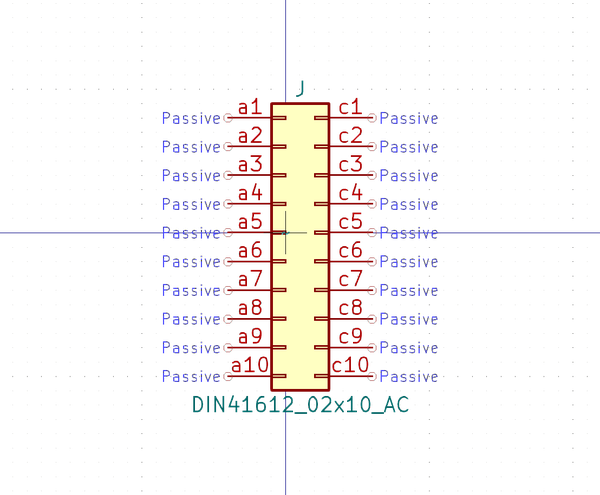 J
a1 c1
Passive Passive
a2 c2
Passive Passive
a3 c3
Passive Passive
a4 c4
Passive Passive
a5 c5
Passive Passive
a6 c6
Passive Passive
a7 c7
Passive Passive
a8 c8
Passive Passive
a9 c9
Passive Passive
a10 c10
Passive Passive
DIN41612_02x10_AC